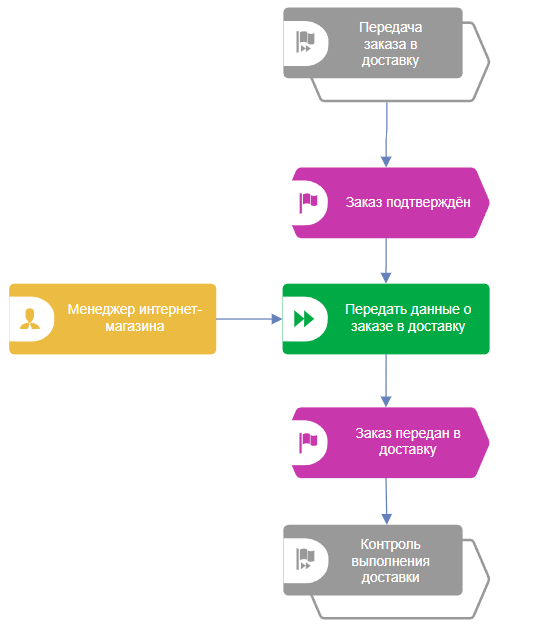 Передача
заказа в
доставку
Заказ подтверждён
Менеджер интернет-
магазина
Передать данные о
заказе в доставку
Заказ передан в
доставку
Контроль
выполнения
доставки